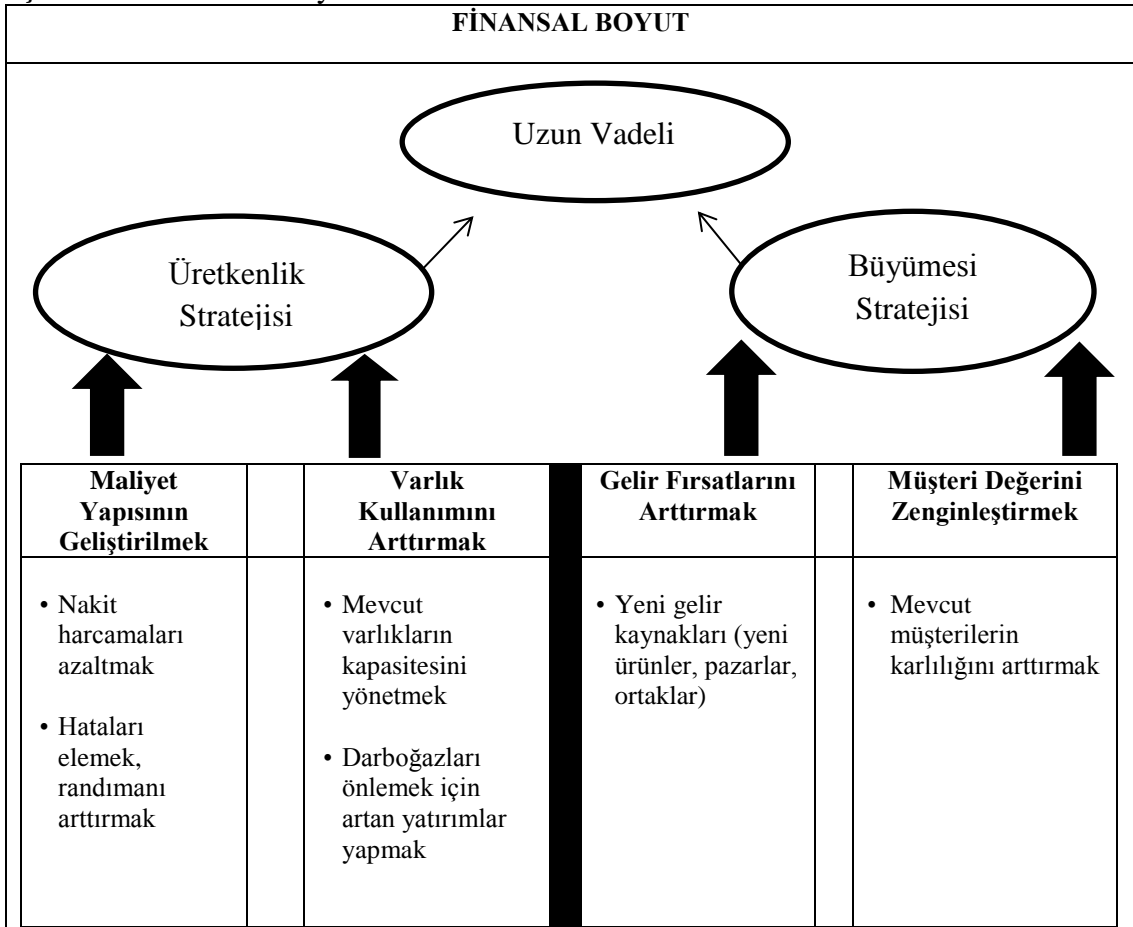 FİNANSAL BOYUT
Uzun Vadeli
Üretkenlik
Stratejisi
Büyümesi
Stratejisi
Maliyet
Yapısının
Geliştirilmek
Varlık
Kullanımını
Arttırmak
Gelir Fırsatlarını
Arttırmak
Müşteri Değerini
Zenginleştirmek
• Nakit
harcamaları
azaltmak
• Hataları
elemek,
randımanı
arttırmak
• Mevcut
varlıkların
kapasitesini
yönetmek
• Darboğazları
önlemek için
artan yatırımlar
yapmak
• Yeni gelir
kaynakları (yeni
ürünler, pazarlar,
ortaklar)
• Mevcut
müşterilerin
karlılığını arttırmak